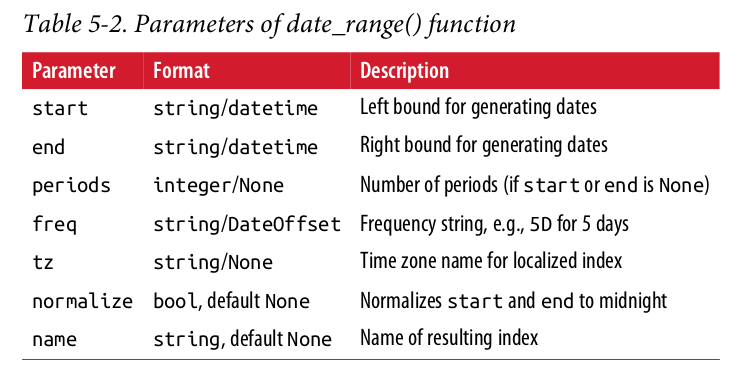 Table 5-2. Parameters of date_range() function
Parameter Format Description
start string/datetime Left bound for generating dates
end string/datetime Right bound for generating dates
periods integer/None Number of periods (if start or end is None)
freq string/DateOffset Frequency string, e.g., 5D for 5 days
tz string/None Time zone name for localized index
normalize bool, default None Normalizes start and end to midnight
name string, default None Name of resulting index